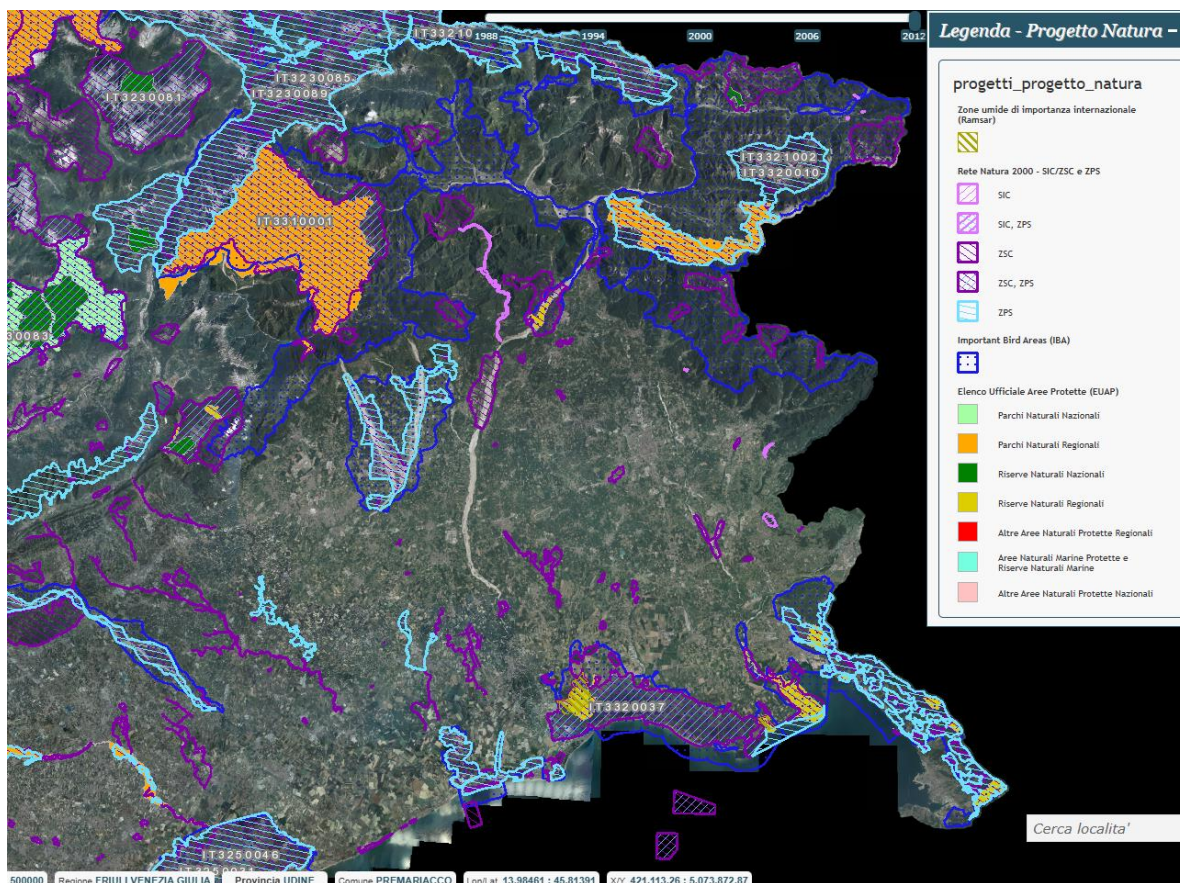 1988
1994
2000
2006
2012
Legenda - Progetto Natura –
progetti_progetto_natura
Zone umide di importanza internazionale
(Ramsar)
Rete Natura 2000 - SIC/ZSC e ZPS
SIC
SIC, ZPS
ZSC
ZSC, ZPS
ZPS
Important Bird Areas (IBA)
Elenco Ufficiale Aree Protette (EUAP)
Parchi Naturali Nazionali
Parchi Naturali Regionali
Riserve Naturali Nazionali
Riserve Naturali Regionali
Altre Aree Naturali Protette Regionali
Aree Naturali Marine Protette e
Riserve Naturali Marine
Altre Aree Naturali Protette Nazionali
IT33210
IT3230085
IT3230089
IT3230081
IT3321002
IT3320010
IT3310001
30083
IT3320037
IT3250046
Cerca localita'
500000 Regione FRIULI VENEZIA GIULIA Provincia UDINE Comune PREMARIACCO Lon/Lat 13.98461 : 45.81391 X/Y: 421,113.26 : 5,073,872.87